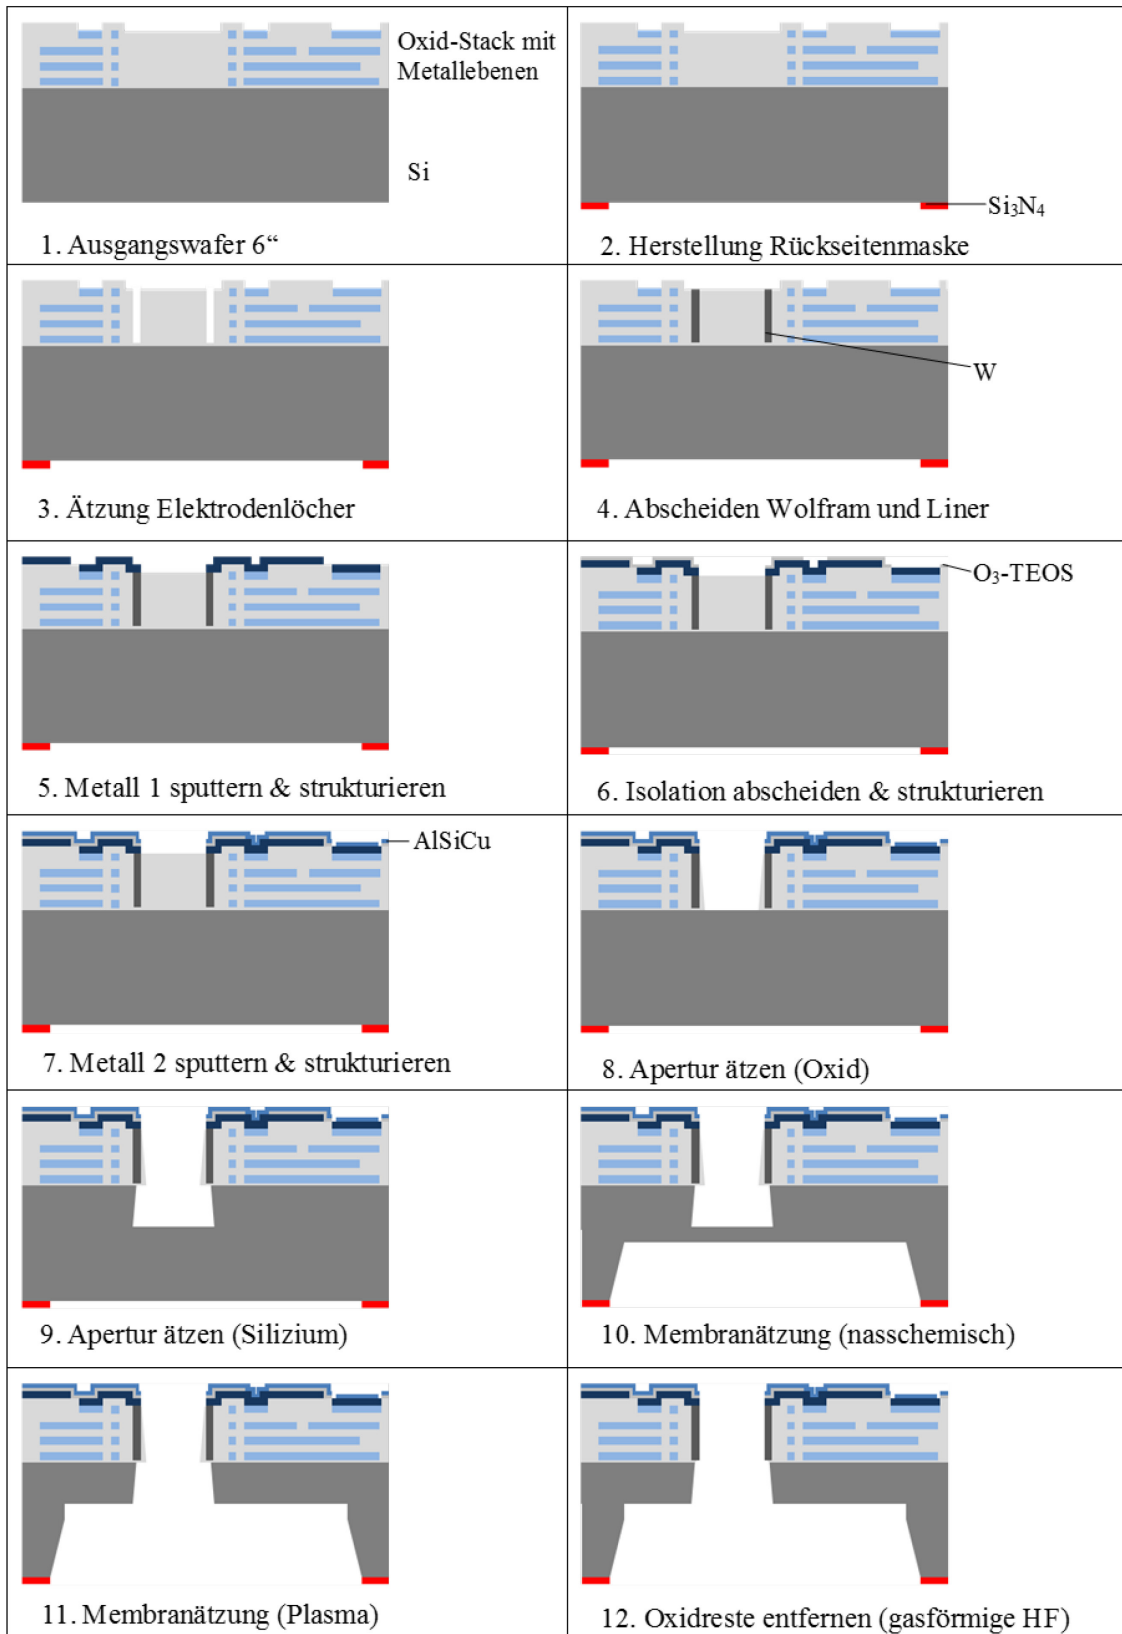 Oxid-Stack mit
Metallebenen
Si
1. Ausgangswafer 6“
Si₃N₄
2. Herstellung Rückseitenmaske
3. Ätzung Elektrodenlöcher
W
4. Abscheiden Wolfram und Liner
5. Metall 1 sputtern & strukturieren
O₃-TEOS
6. Isolation abscheiden & strukturieren
AlSiCu
7. Metall 2 sputtern & strukturieren
8. Apertur ätzen (Oxid)
9. Apertur ätzen (Silizium)
10. Membranätzung (nasschemisch)
11. Membranätzung (Plasma)
12. Oxidreste entfernen (gasförmige HF)